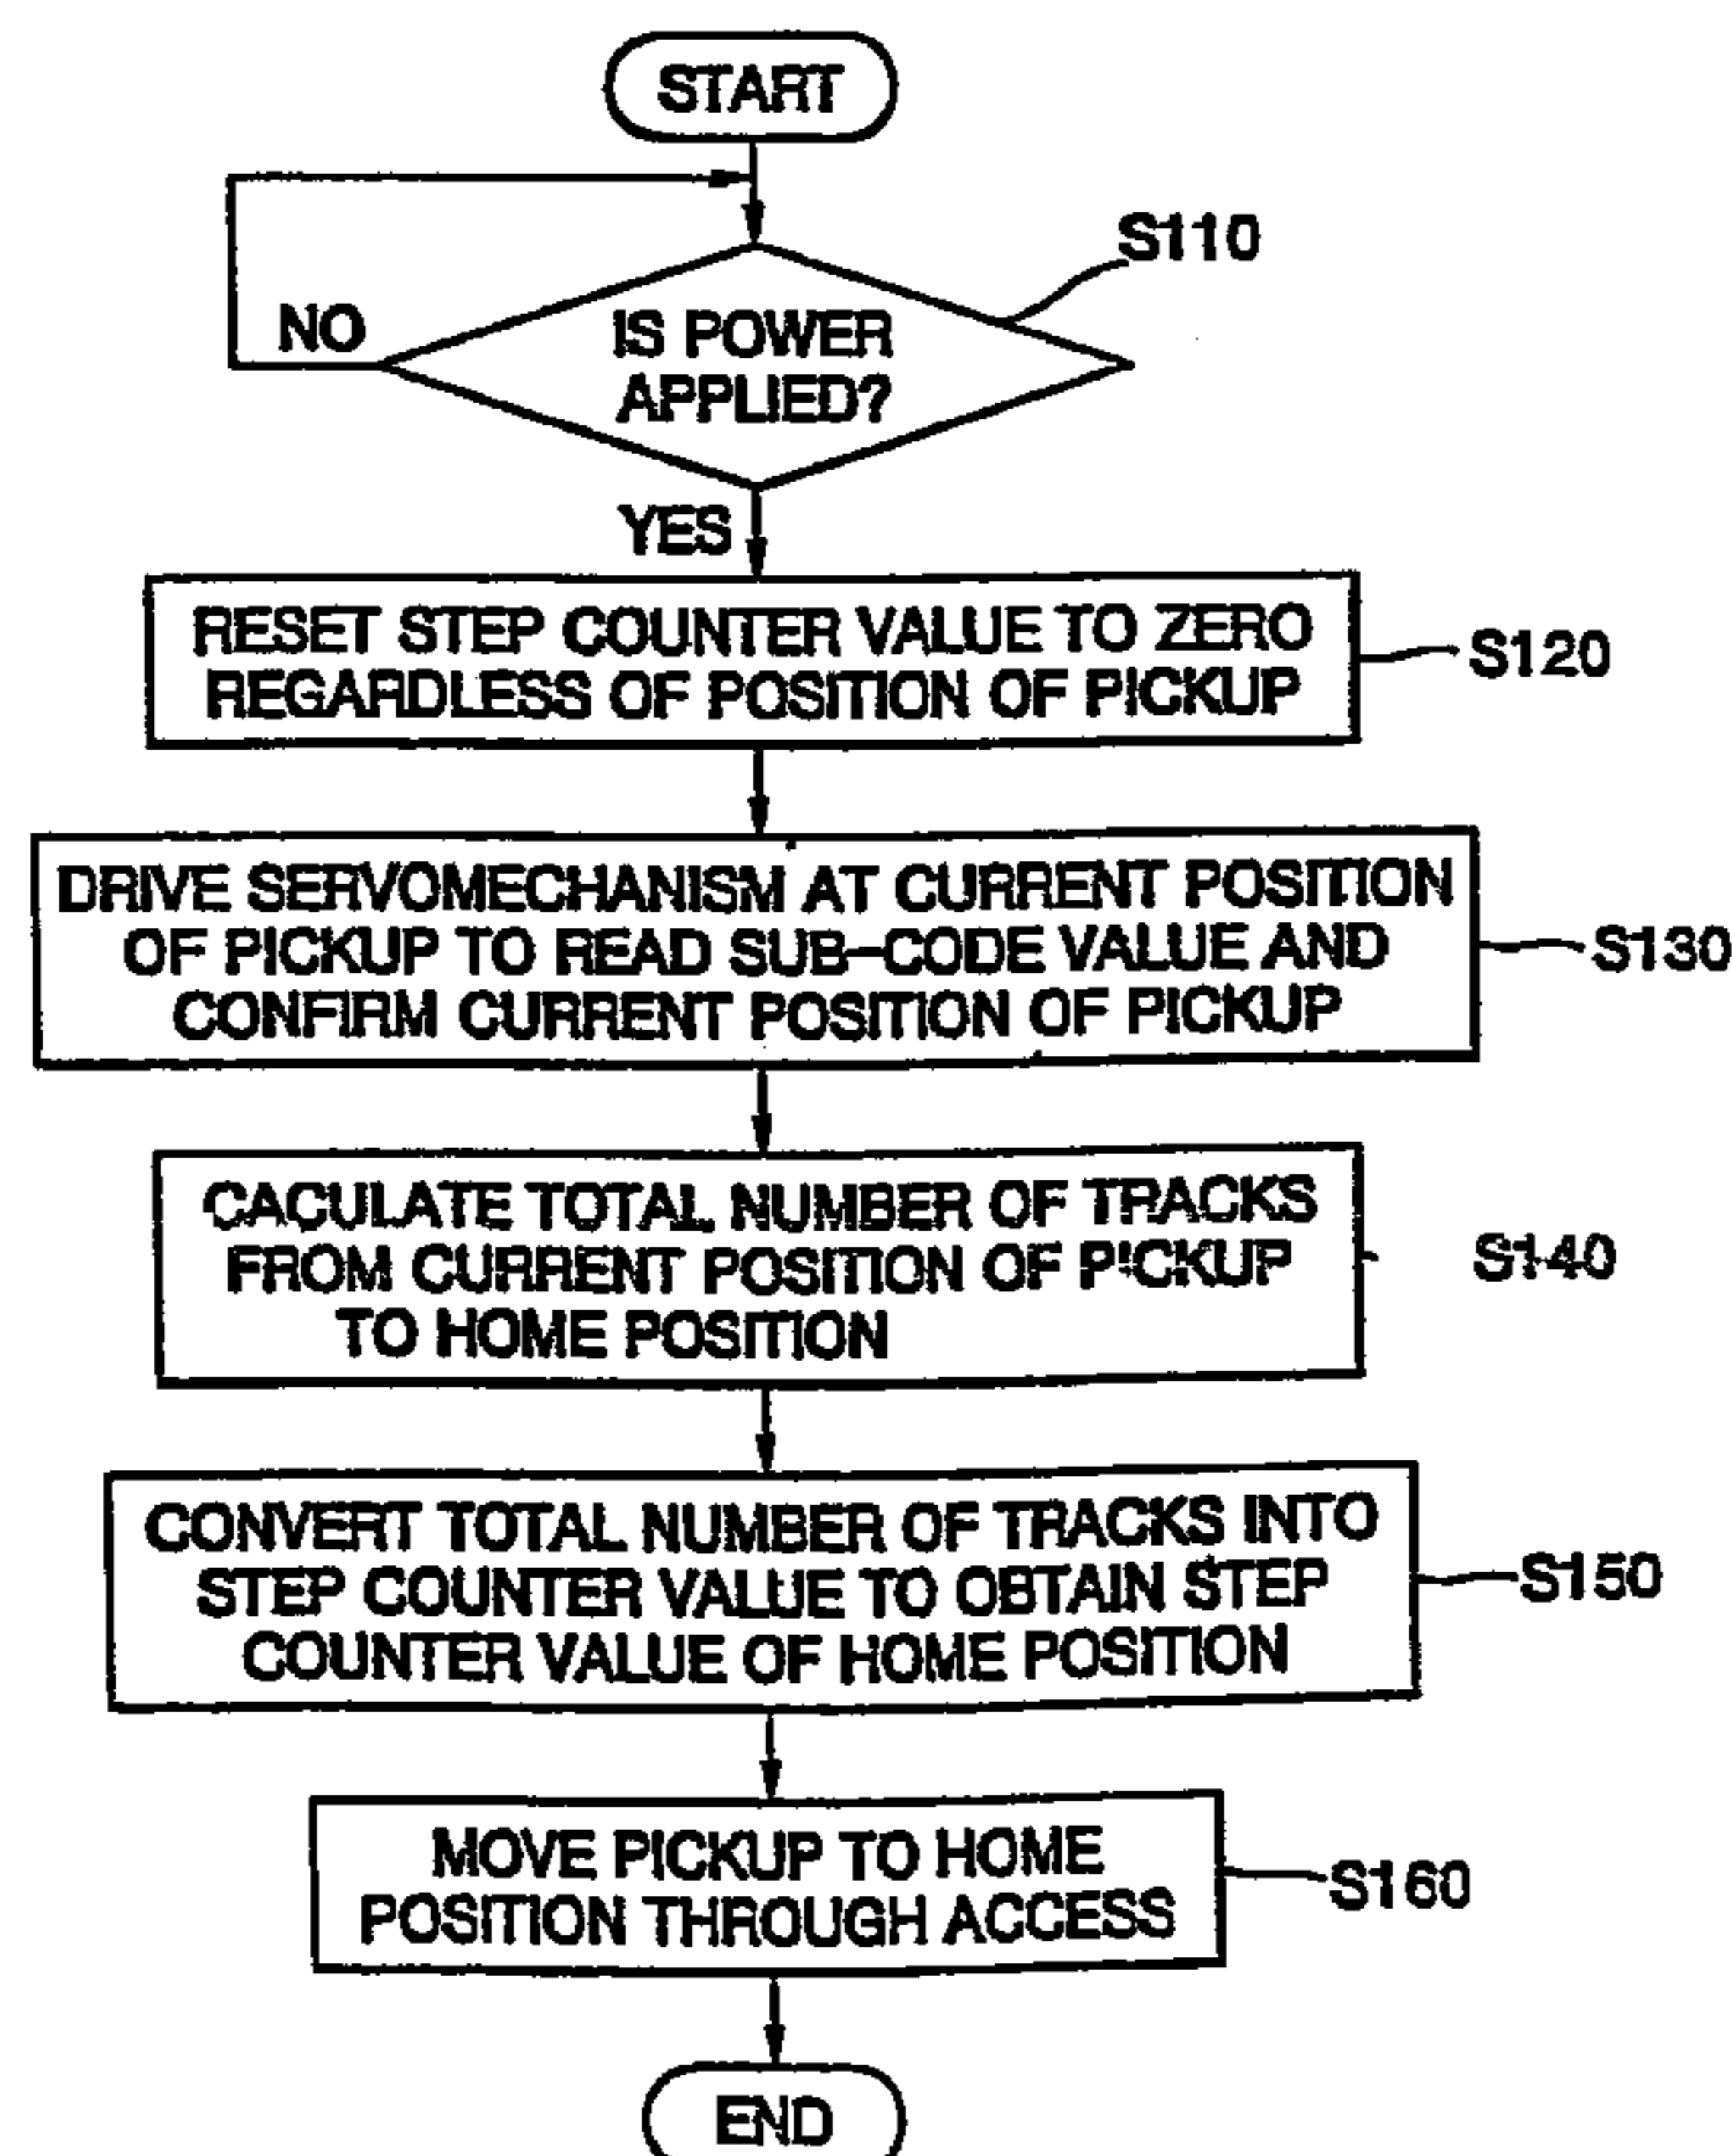 START
S110
NO
IS POWER
APPLIED?
YES
RESET STEP COUNTER VALUE TO ZERO
REGARDLESS OF POSITION OF PICKUP
S120
DRIVE SERVOMECHANISM AT CURRENT POSITION
OF PICKUP TO READ SUB-CODE VALUE AND
CONFIRM CURRENT POSITION OF PICKUP
S130
CACULATE TOTAL NUMBER OF TRACKS
FROM CURRENT POSITION OF PICKUP
TO HOME POSITION
S140
CONVERT TOTAL NUMBER OF TRACKS INTO
STEP COUNTER VALUE TO OBTAIN STEP
COUNTER VALUE OF HOME POSITION
S150
MOVE PICKUP TO HOME
POSITION THROUGH ACCESS
S160
END